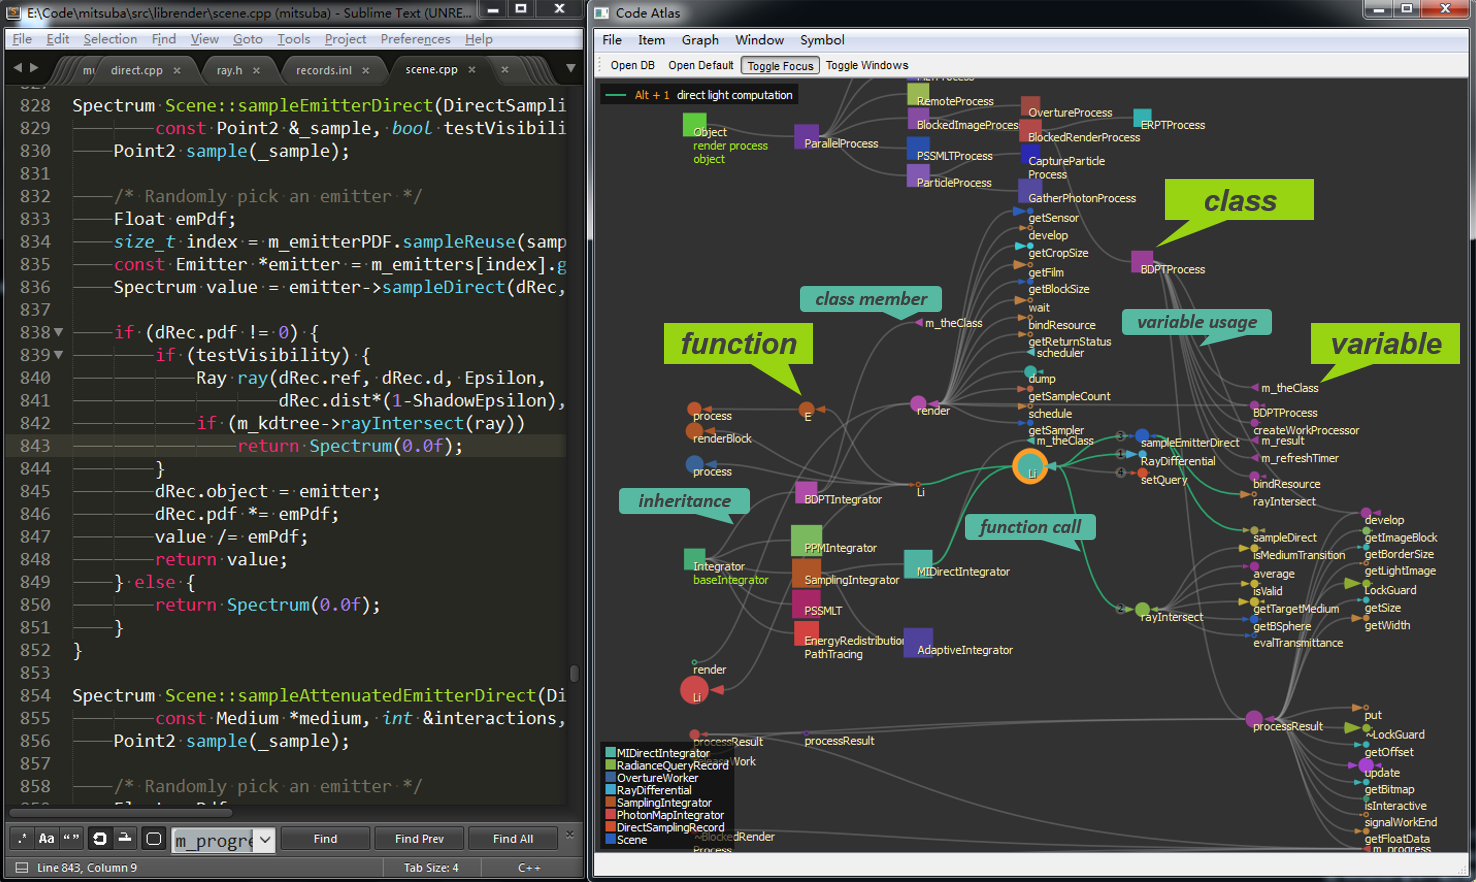 E:\Code\mitsuba\src\librender\scene.cpp (mitsuba) - Sublime Text (UNRE...
File Edit Selection Find View Goto Tools Project Preferences Help
direct.cpp × ray.h × records.inl × scene.cpp × ×
828 Spectrum Scene::sampleEmitterDirect(DirectSampli
829 const Point2 &_sample, bool testVisibili
830 Point2 sample(_sample);
831
832 /* Randomly pick an emitter */
833 Float emPdf;
834 size_t index = m_emitterPDF.sampleReuse(samp
835 const Emitter *emitter = m_emitters[index].g
836 Spectrum value = emitter->sampleDirect(dRec,
837
838 if (dRec.pdf != 0) {
839 if (testVisibility) {
840 Ray ray(dRec.ref, dRec.d, Epsilon,
841 dRec.dist*(1-ShadowEpsilon),
842 if (m_kdtree->rayIntersect(ray))
843 return Spectrum(0.0f);
844 }
845 dRec.object = emitter;
846 dRec.pdf *= emPdf;
847 value /= emPdf;
848 return value;
849 } else {
850 return Spectrum(0.0f);
851 }
852 }
853
854 Spectrum Scene::sampleAttenuatedEmitterDirect(Di
855 const Medium *medium, int &interactions,
856 Point2 sample(_sample);
857
858 /* Randomly pick an emitter */
.* Aa “” m_progre Find Find Prev Find All ×
Line 843, Column 9 Tab Size: 4 C++
Code Atlas
File Item Graph Window Symbol
Open DB Open Default Toggle Focus Toggle Windows
Alt + 1 direct light computation
RemoteProcess
OvertureProcess
BlockedImageProcess
ERPTProcess
Object
render process
object
ParallelProcess
BlockedRenderProcess
PSSMLTProcess
CaptureParticle
Process
ParticleProcess
GatherPhotonProcess
class
getSensor
develop
getCropSize
BDPTProcess
getFilm
getBlockSize
class member
wait
m_theClass
bindResource
variable usage
getReturnStatus
function
scheduler
variable
dump
m_theClass
getSampleCount
process
E
render
schedule
BDPTProcess
getSampler
createWorkProcessor
renderBlock
m_theClass
sampleEmitterDirect
m_result
RayDifferential
m_refreshTimer
process
Li
setQuery
Li
bindResource
BDPTIntegrator
inheritance
rayIntersect
function call
develop
sampleDirect
getImageBlock
PPMIntegrator
isMediumTransition
getBorderSize
Integrator
baseIntegrator
SamplingIntegrator
MIDirectIntegrator
average
getLightImage
isValid
LockGuard
PSSMLT
getTargetMedium
getSize
rayIntersect
getBSphere
getWidth
EnergyRedistribution
PathTracing
AdaptiveIntegrator
evalTransmittance
render
Li
put
processResult
~LockGuard
processResult
processResult
getOffset
update
getBitmap
isInteractive
signalWorkEnd
getFloatData
m_progress
MIDirectIntegrator
RadianceQueryRecord
OvertureWorker
RayDifferential
SamplingIntegrator
PhotonMapIntegrator
DirectSamplingRecord
Scene
~BlockedRender
Process